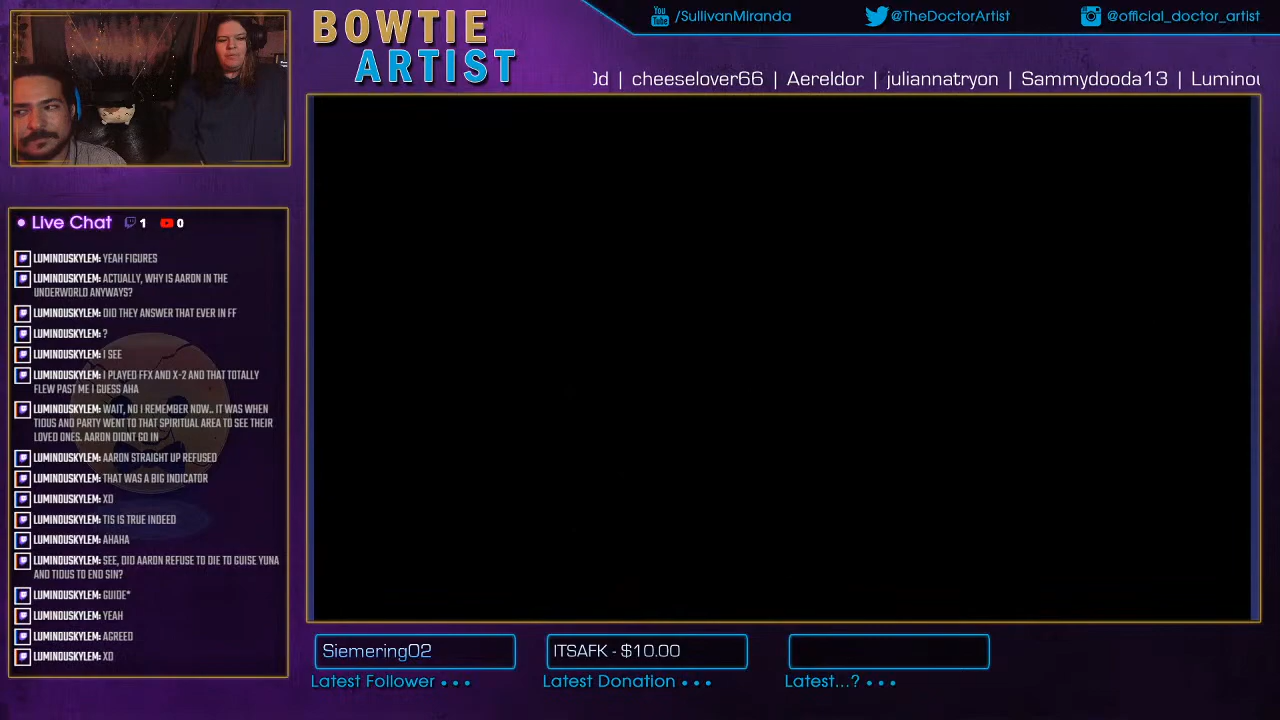 BOWTIE
ARTIST
/SullivanMiranda
@TheDoctorArtist
@official_doctor_artist
| cheeselover66 | Aereldor | juliannatryon | Sammydooda13 |
Live Chat 1 0
LUMINOUSKYLEM: YEAH FIGURES
LUMINOUSKYLEM: ACTUALLY, WHY IS AARON IN THE
UNDERWORLD ANYWAYS?
LUMINOUSKYLEM: DID THEY ANSWER THAT EVER IN FF
LUMINOUSKYLEM: ?
LUMINOUSKYLEM: I SEE
LUMINOUSKYLEM: I PLAYED FFX AND X-2 AND THAT TOTALLY
FLEW PAST ME I GUESS AHA
LUMINOUSKYLEM: WAIT, NO I REMEMBER NOW.. IT WAS WHEN
TIDUS AND PARTY WENT TO THAT SPIRITUAL AREA TO SEE THEIR
LOVED ONES. AARON DIDNT GO IN
LUMINOUSKYLEM: AARON STRAIGHT UP REFUSED
LUMINOUSKYLEM: THAT WAS A BIG INDICATOR
LUMINOUSKYLEM: XD
LUMINOUSKYLEM: TIS IS TRUE INDEED
LUMINOUSKYLEM: AHAHA
LUMINOUSKYLEM: SEE, DID AARON REFUSE TO DIE TO GUISE YUNA
AND TIDUS TO END SIN?
LUMINOUSKYLEM: GUIDE*
LUMINOUSKYLEM: YEAH
LUMINOUSKYLEM: AGREED
LUMINOUSKYLEM: XD
Siemering02
Latest Follower • • •
ITSAFK - $10.00
Latest Donation • • •
Latest...? • • •